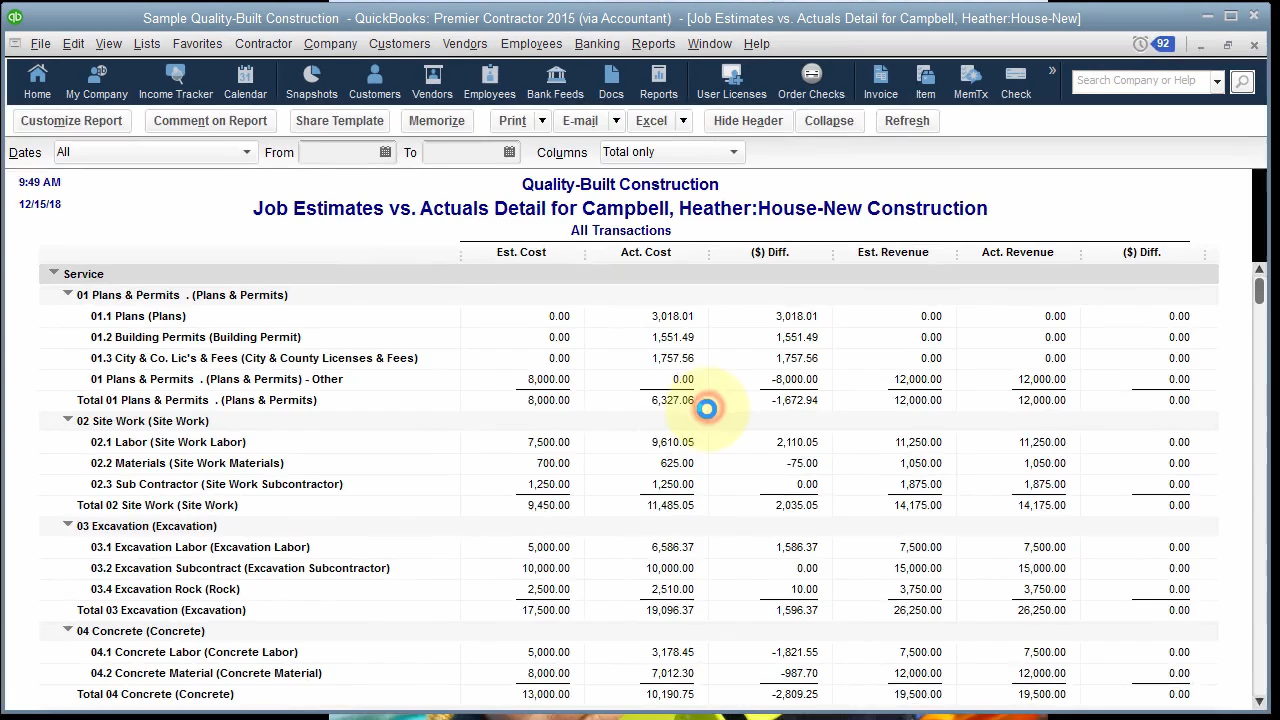 Sample Quality-Built Construction - QuickBooks: Premier Contractor 2015 (via Accountant) - [Job Estimates vs. Actuals Detail for Campbell, Heather:House-New]
File Edit View Lists Favorites Contractor Company Customers Vendors Employees Banking Reports Window Help 92
Home My Company Income Tracker Calendar Snapshots Customers Vendors Employees Bank Feeds Docs Reports User Licenses Order Checks Invoice Item MemTx Check » Search Company or Help
Customize Report Comment on Report Share Template Memorize Print E-mail Excel Hide Header Collapse Refresh
Dates All From To Columns Total only
9:49 AM Quality-Built Construction
12/15/18 Job Estimates vs. Actuals Detail for Campbell, Heather:House-New Construction
All Transactions
Est. Cost Act. Cost ($) Diff. Est. Revenue Act. Revenue ($) Diff.
Service
01 Plans & Permits . (Plans & Permits)
01.1 Plans (Plans) 0.00 3,018.01 3,018.01 0.00 0.00 0.00
01.2 Building Permits (Building Permit) 0.00 1,551.49 1,551.49 0.00 0.00 0.00
01.3 City & Co. Lic's & Fees (City & County Licenses & Fees) 0.00 1,757.56 1,757.56 0.00 0.00 0.00
01 Plans & Permits . (Plans & Permits) - Other 8,000.00 0.00 -8,000.00 12,000.00 12,000.00 0.00
Total 01 Plans & Permits . (Plans & Permits) 8,000.00 6,327.06 -1,672.94 12,000.00 12,000.00 0.00
02 Site Work (Site Work)
02.1 Labor (Site Work Labor) 7,500.00 9,610.05 2,110.05 11,250.00 11,250.00 0.00
02.2 Materials (Site Work Materials) 700.00 625.00 -75.00 1,050.00 1,050.00 0.00
02.3 Sub Contractor (Site Work Subcontractor) 1,250.00 1,250.00 0.00 1,875.00 1,875.00 0.00
Total 02 Site Work (Site Work) 9,450.00 11,485.05 2,035.05 14,175.00 14,175.00 0.00
03 Excavation (Excavation)
03.1 Excavation Labor (Excavation Labor) 5,000.00 6,586.37 1,586.37 7,500.00 7,500.00 0.00
03.2 Excavation Subcontract (Excavation Subcontractor) 10,000.00 10,000.00 0.00 15,000.00 15,000.00 0.00
03.4 Excavation Rock (Rock) 2,500.00 2,510.00 10.00 3,750.00 3,750.00 0.00
Total 03 Excavation (Excavation) 17,500.00 19,096.37 1,596.37 26,250.00 26,250.00 0.00
04 Concrete (Concrete)
04.1 Concrete Labor (Concrete Labor) 5,000.00 3,178.45 -1,821.55 7,500.00 7,500.00 0.00
04.2 Concrete Material (Concrete Material) 8,000.00 7,012.30 -987.70 12,000.00 12,000.00 0.00
Total 04 Concrete (Concrete) 13,000.00 10,190.75 -2,809.25 19,500.00 19,500.00 0.00